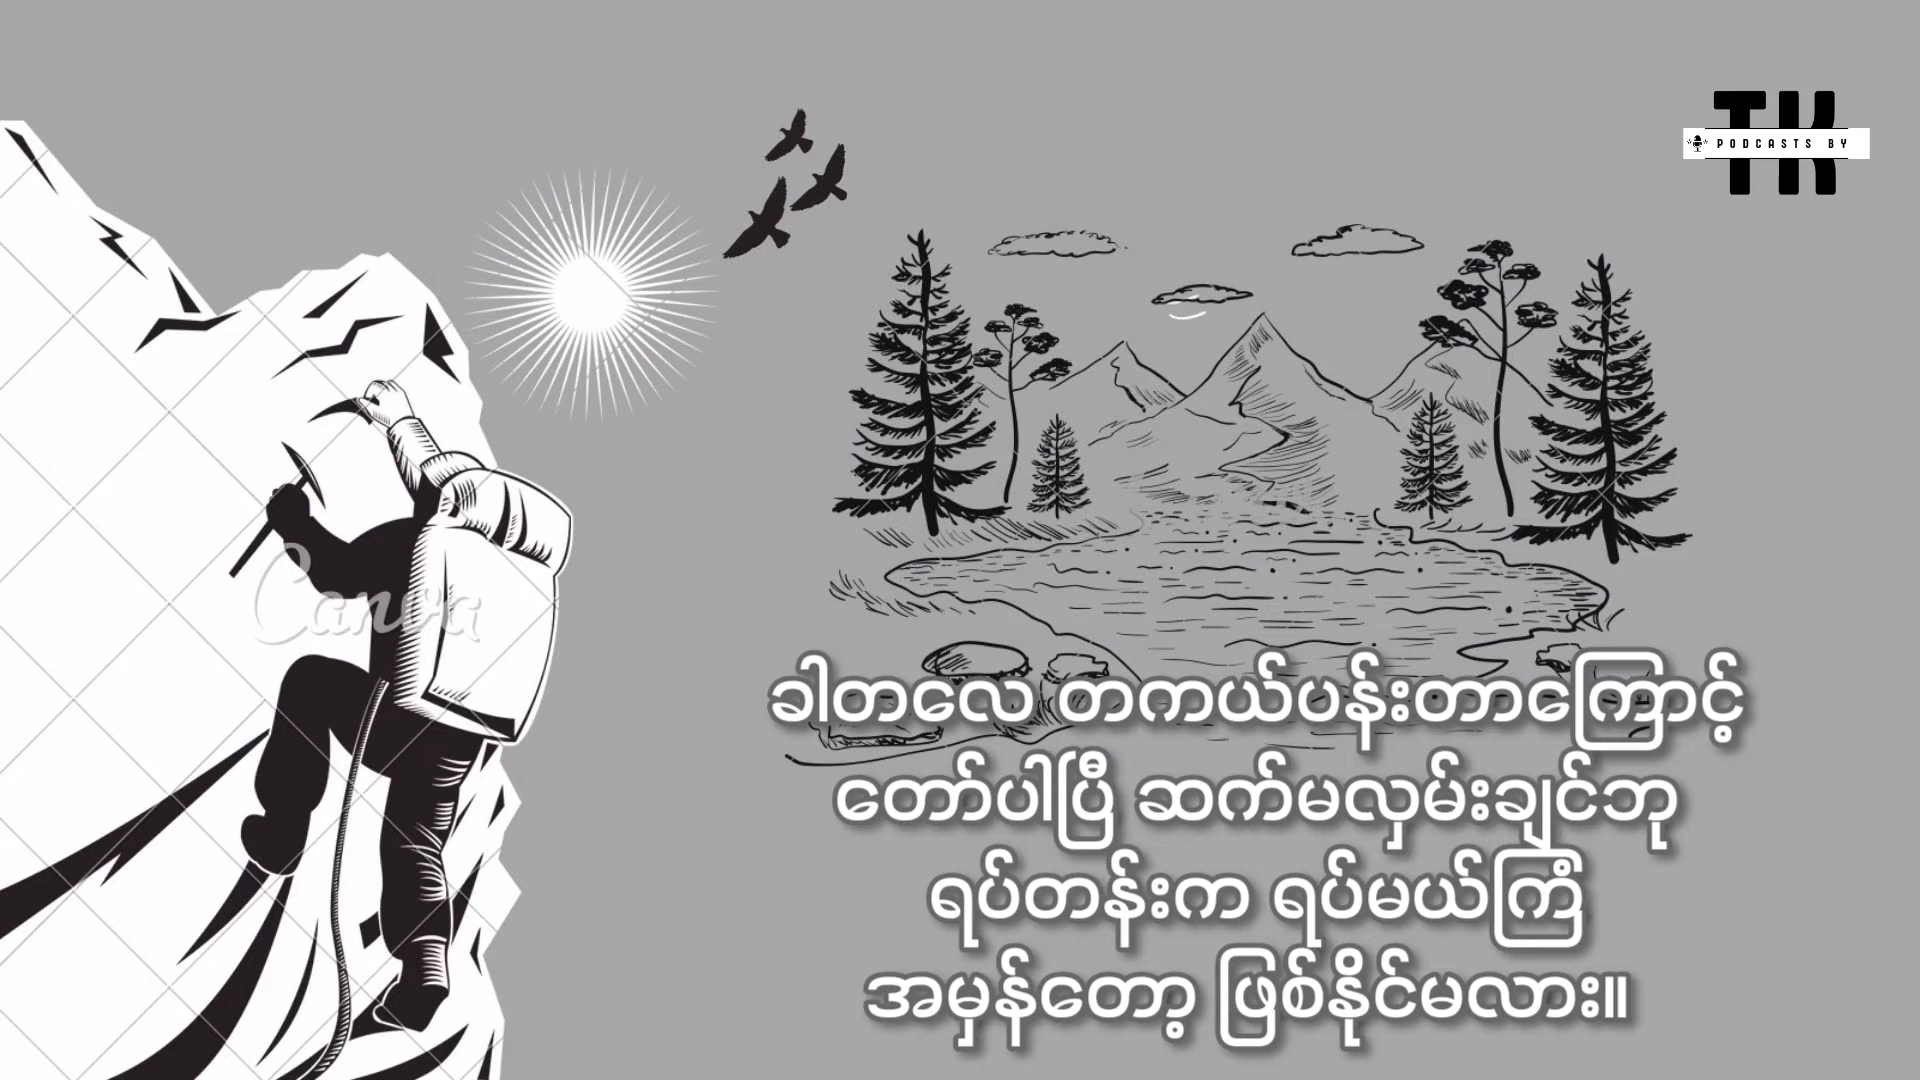 TK
PODCASTS BY
Canva
ခါတလေ တကယ်ပန်းတာကြောင့်
တော်ပါပြီ ဆက်မလှမ်းချင်ဘု
ရပ်တန်းက ရပ်မယ်ကြံ
အမှန်တော့ ဖြစ်နိုင်မလား။